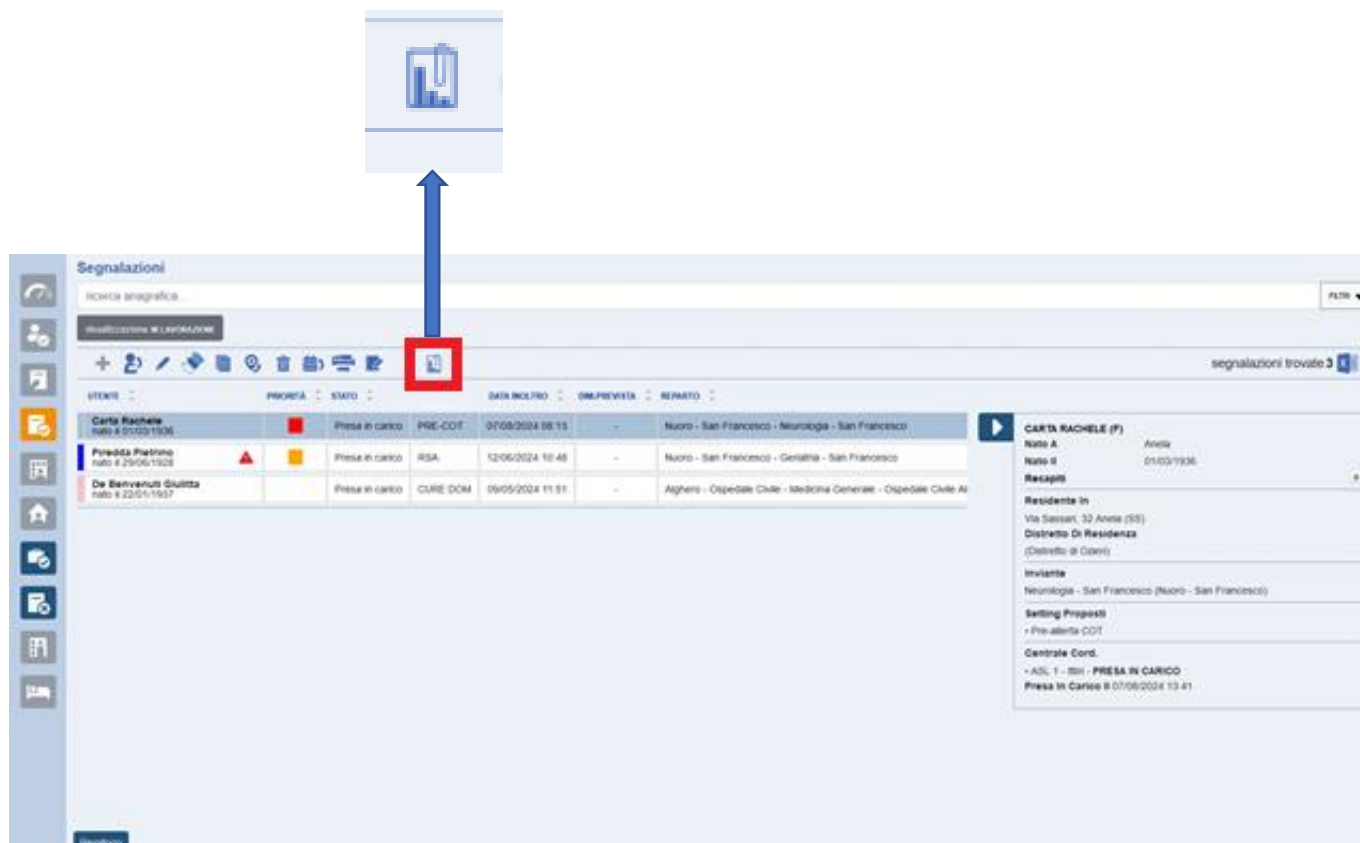 Segnalazioni
ricerca anagrafica...
FILTRI
visualizzazione IN LAVORAZIONE
segnalazioni trovate 3
UTENTE PRIORITÀ STATO DATA INOLTRO DIM.PREVISTA REPARTO
Carta Rachele
nato il 01/03/1936
Presa in carico PRE-COT 07/08/2024 08:13 - Nuoro - San Francesco - Neurologia - San Francesco
Piredda Pietrino
nato il 29/06/1928
Presa in carico RSA 12/06/2024 10:48 - Nuoro - San Francesco - Geriatria - San Francesco
De Benvenuti Giulitta
nato il 22/01/1937
Presa in carico CURE DOM 09/05/2024 11:51 - Alghero - Ospedale Civile - Medicina Generale - Ospedale Civile Al
CARTA RACHELE (F)
Nato A Anela
Nato Il 01/03/1936
Recapiti
Residente In
Via Sassari, 32 Anela (SS)
Distretto Di Residenza
(Distretto di Ozieri)
Inviante
Neurologia - San Francesco (Nuoro - San Francesco)
Setting Proposti
• Pre-allerta COT
Centrale Cord.
• ASL 1 - - PRESA IN CARICO
Presa In Carico Il 07/08/2024 13:41